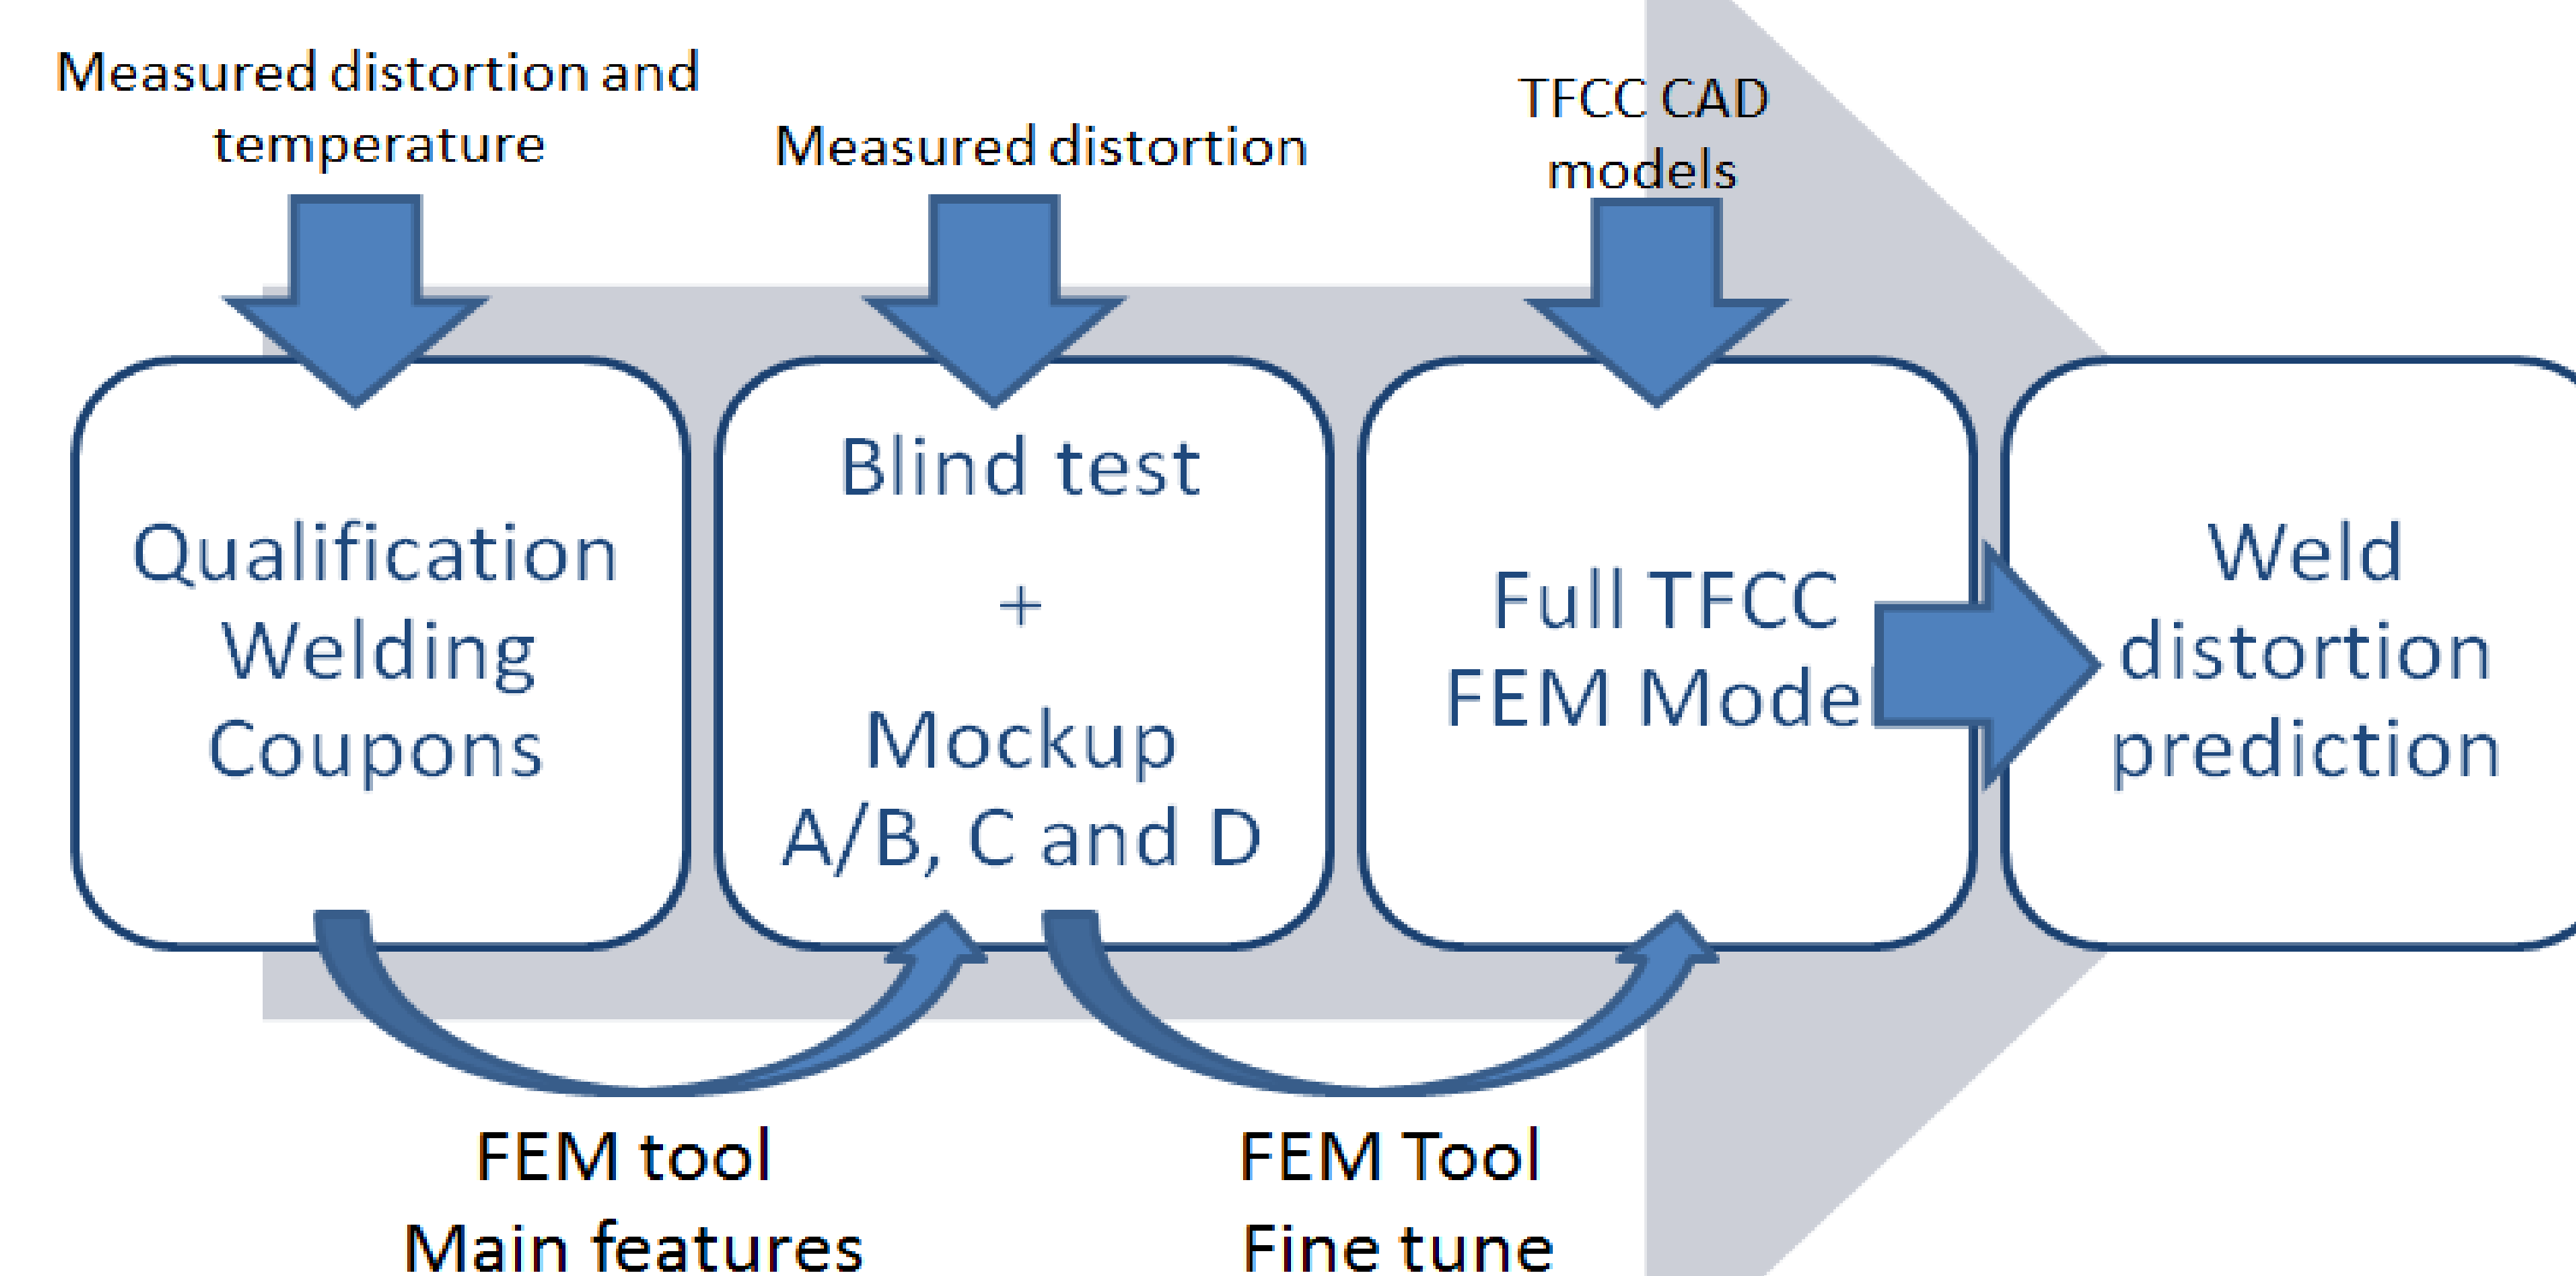 Measured distortion and
temperature
Measured distortion
TFCC CAD
models
Qualification
Welding
Coupons
Blind test
+
Mockup
A/B, C and D
Full TFCC
FEM Model
Weld
distortion
prediction
FEM tool
Main features
FEM Tool
Fine tune